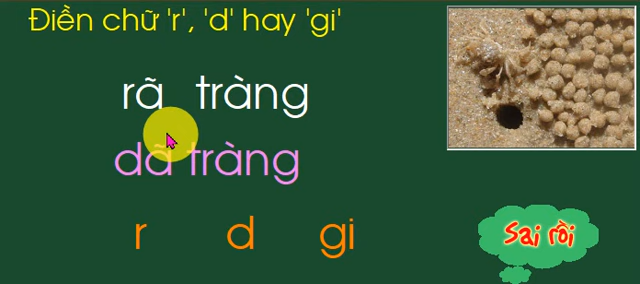 Điền chữ 'r', 'd' hay 'gi'
rã tràng
dã tràng
r d gi
Sai rồi